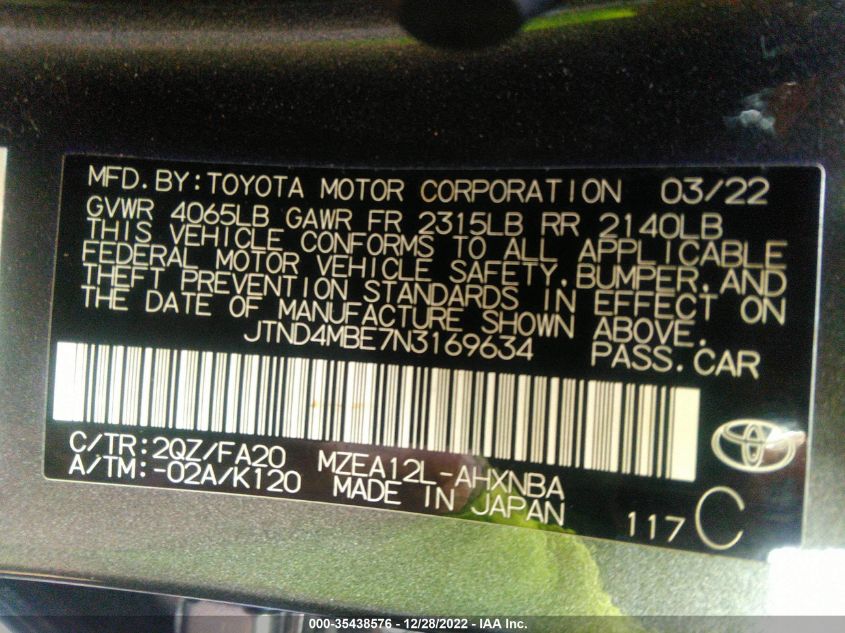 MFD.BY:TOYOTA MOTOR CORPORATION 03/22
GVWR 4065LB GAWR FR 2315LB RR 2140LB
THIS VEHICLE CONFORMS TO ALL APPLICABLE
FEDERAL MOTOR VEHICLE SAFETY,BUMPER,AND
THEFT PREVENTION STANDARDS IN EFFECT ON
THE DATE OF MANUFACTURE SHOWN ABOVE.
JTND4MBE7N3169634 PASS.CAR
C/TR:2QZ/FA20 MZEA12L-AHXNBA
A/TM:-02A/K120 MADE IN JAPAN
117 C
000-35438576 - 12/28/2022 - IAA Inc.